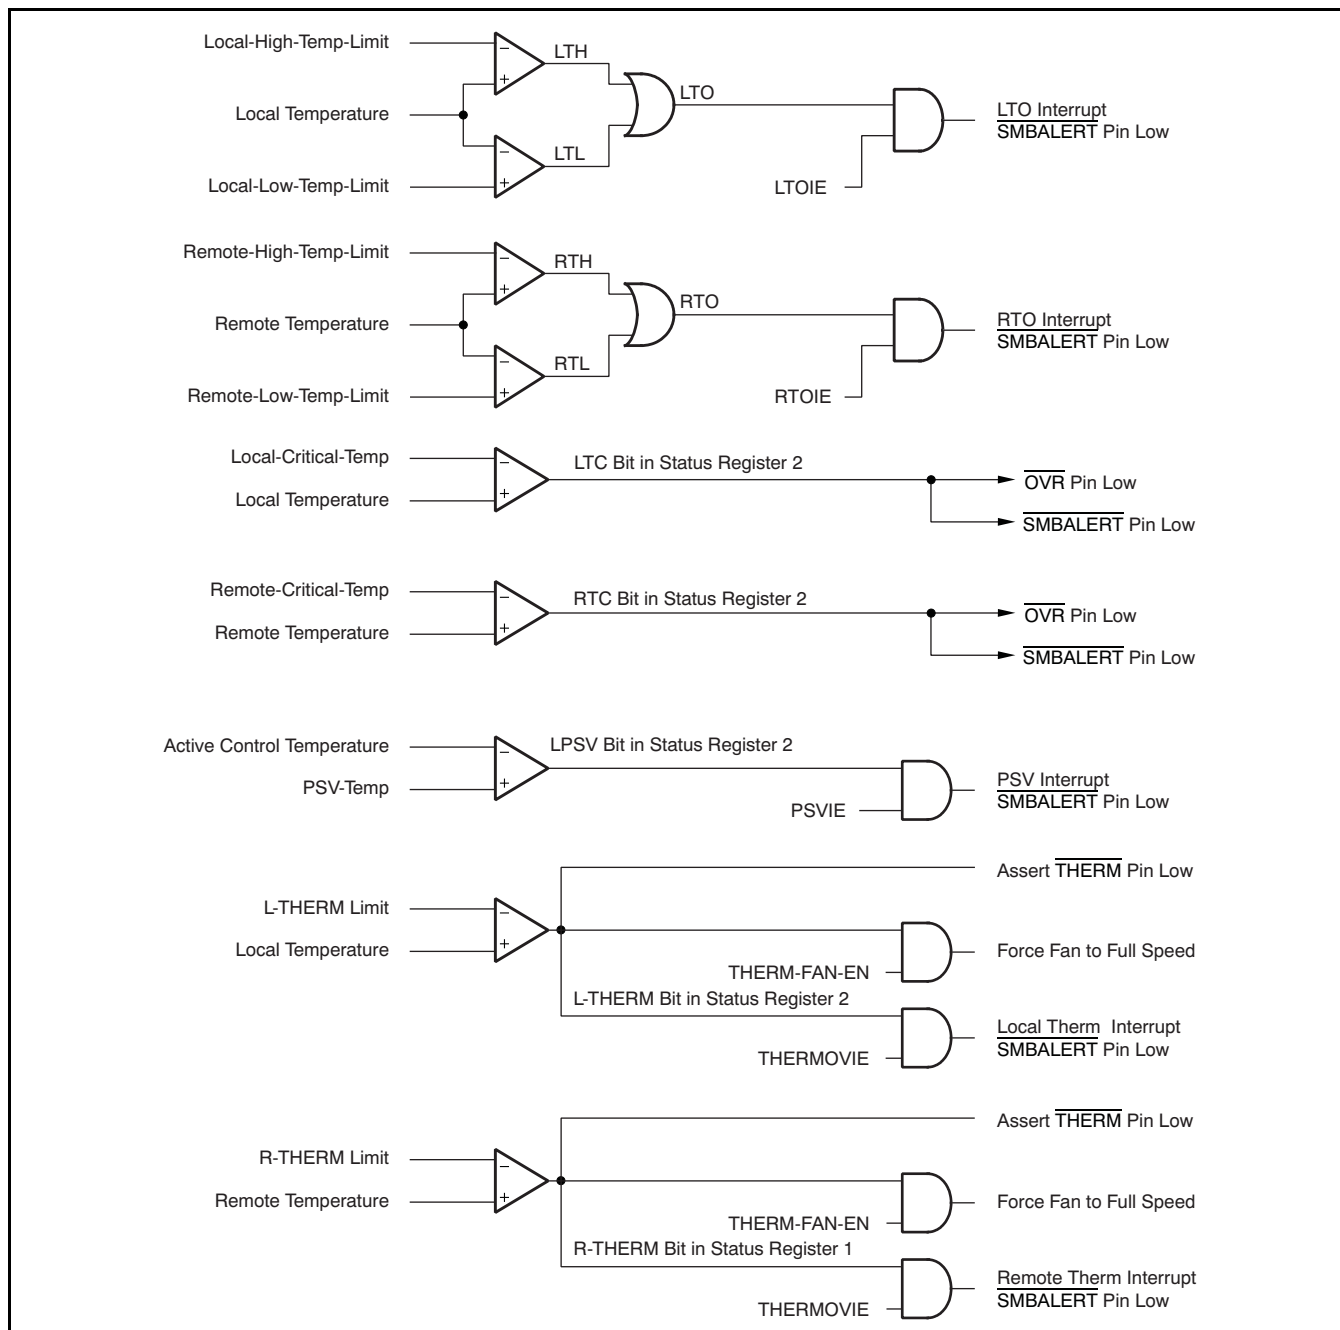 Local-High-Temp-Limit
−
LTH
+
LTO
Local Temperature
LTO Interrupt
SMBALERT Pin Low
−
LTL
+
Local-Low-Temp-Limit
LTOIE
Remote-High-Temp-Limit
−
RTH
+
RTO
Remote Temperature
RTO Interrupt
SMBALERT Pin Low
−
RTL
+
Remote-Low-Temp-Limit
RTOIE
Local-Critical-Temp
−
LTC Bit in Status Register 2
OVR Pin Low
Local Temperature
+
SMBALERT Pin Low
Remote-Critical-Temp
−
RTC Bit in Status Register 2
OVR Pin Low
Remote Temperature
+
SMBALERT Pin Low
Active Control Temperature
−
LPSV Bit in Status Register 2
PSV-Temp
+
PSVIE
PSV Interrupt
SMBALERT Pin Low
Assert THERM Pin Low
L-THERM Limit
−
Local Temperature
+
Force Fan to Full Speed
THERM-FAN-EN
L-THERM Bit in Status Register 2
Local Therm Interrupt
SMBALERT Pin Low
THERMOVIE
Assert THERM Pin Low
R-THERM Limit
−
Remote Temperature
+
Force Fan to Full Speed
THERM-FAN-EN
R-THERM Bit in Status Register 1
Remote Therm Interrupt
SMBALERT Pin Low
THERMOVIE